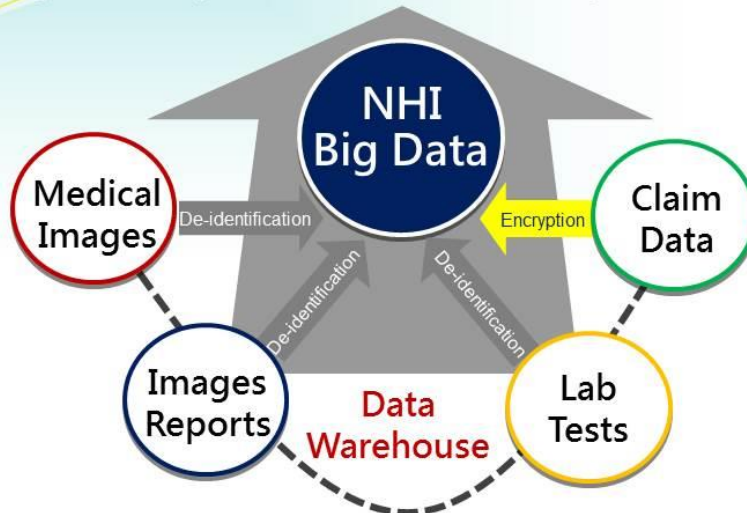 NHI
Big Data
Medical
Images
De-identification
Encryption
Claim
Data
De-identification
De-identification
Images
Reports
Data
Warehouse
Lab
Tests